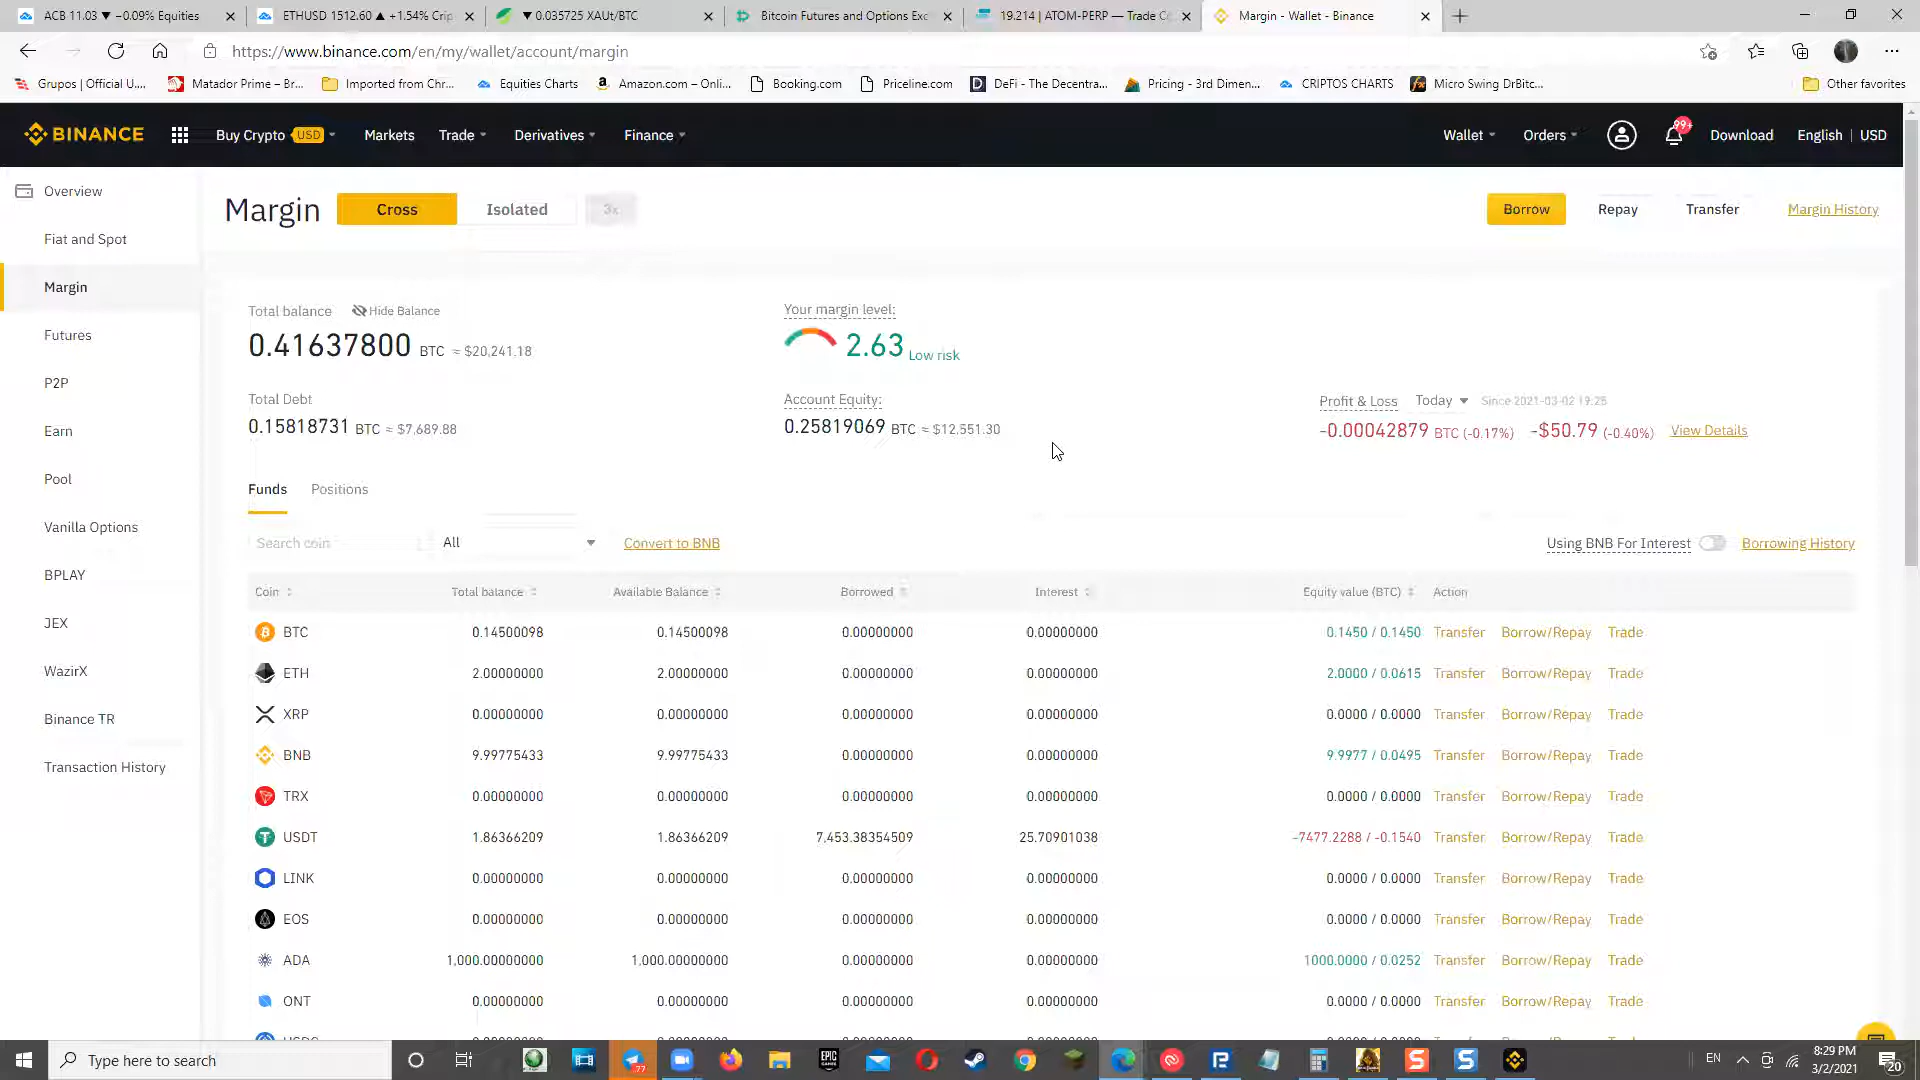 ACB 11.03 ▼ −0.09% Equities
ETHUSD 1512.60 ▲ +1.54% Crip
▼ 0.035725 XAUt/BTC
Bitcoin Futures and Options Exc
19.214 | ATOM-PERP — Trade Co
Margin - Wallet - Binance
https://www.binance.com/en/my/wallet/account/margin
Grupos | Official U....
Matador Prime – Br...
Imported from Chr...
Equities Charts
Amazon.com – Onli...
Booking.com
Priceline.com
DeFi - The Decentra...
Pricing - 3rd Dimen...
CRIPTOS CHARTS
Micro Swing DrBitc...
Other favorites
BINANCE
Buy Crypto USD
Markets
Trade
Derivatives
Finance
Wallet
Orders
99+
Download
English | USD
Overview
Fiat and Spot
Margin
Futures
P2P
Earn
Pool
Vanilla Options
BPLAY
JEX
WazirX
Binance TR
Transaction History
Margin Cross Isolated 3x
Borrow Repay Transfer Margin History
Total balance Hide Balance
0.41637800 BTC ≈ $20,241.18
Your margin level:
2.63 Low risk
Total Debt
0.15818731 BTC ≈ $7,689.88
Account Equity:
0.25819069 BTC ≈ $12,551.30
Profit & Loss Today Since 2021-03-02 19:25
-0.00042879 BTC (-0.17%) -$50.79 (-0.40%) View Details
Funds Positions
Search coin All Convert to BNB
Using BNB For Interest Borrowing History
Coin Total balance Available Balance Borrowed Interest Equity value (BTC) Action
BTC 0.14500098 0.14500098 0.00000000 0.00000000 0.1450 / 0.1450 Transfer Borrow/Repay Trade
ETH 2.00000000 2.00000000 0.00000000 0.00000000 2.0000 / 0.0615 Transfer Borrow/Repay Trade
XRP 0.00000000 0.00000000 0.00000000 0.00000000 0.0000 / 0.0000 Transfer Borrow/Repay Trade
BNB 9.99775433 9.99775433 0.00000000 0.00000000 9.9977 / 0.0495 Transfer Borrow/Repay Trade
TRX 0.00000000 0.00000000 0.00000000 0.00000000 0.0000 / 0.0000 Transfer Borrow/Repay Trade
USDT 1.86366209 1.86366209 7,453.38354509 25.70901038 -7477.2288 / -0.1540 Transfer Borrow/Repay Trade
LINK 0.00000000 0.00000000 0.00000000 0.00000000 0.0000 / 0.0000 Transfer Borrow/Repay Trade
EOS 0.00000000 0.00000000 0.00000000 0.00000000 0.0000 / 0.0000 Transfer Borrow/Repay Trade
ADA 1,000.00000000 1,000.00000000 0.00000000 0.00000000 1000.0000 / 0.0252 Transfer Borrow/Repay Trade
ONT 0.00000000 0.00000000 0.00000000 0.00000000 0.0000 / 0.0000 Transfer Borrow/Repay Trade
Type here to search
77
EPIC GAMES
EN
8:29 PM
3/2/2021
20